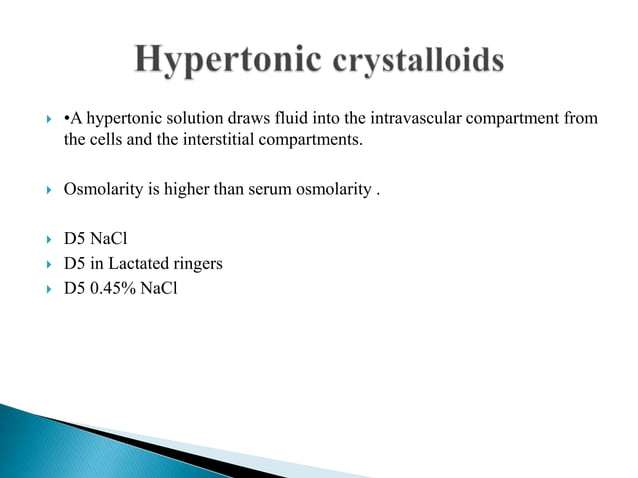 Hypertonic crystalloids
•A hypertonic solution draws fluid into the intravascular compartment from
the cells and the interstitial compartments.
Osmolarity is higher than serum osmolarity .
D5 NaCl
D5 in Lactated ringers
D5 0.45% NaCl